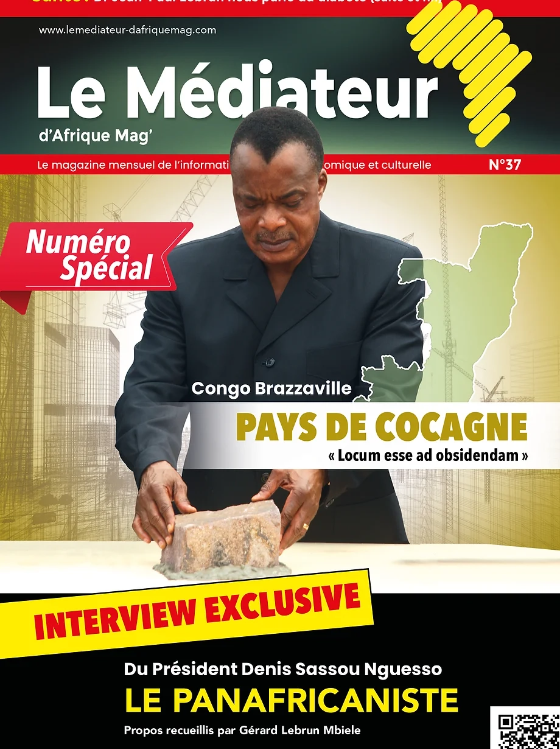 www.lemediateur-dafriquemag.com
Le Médiateur
d'Afrique Mag'
Le magazine mensuel de l'informati
omique et culturelle
N°37
Numéro
Spécial
Congo Brazzaville
PAYS DE COCAGNE
« Locum esse ad obsidendam »
INTERVIEW EXCLUSIVE
Du Président Denis Sassou Nguesso
LE PANAFRICANISTE
Propos recueillis par Gérard Lebrun Mbiele